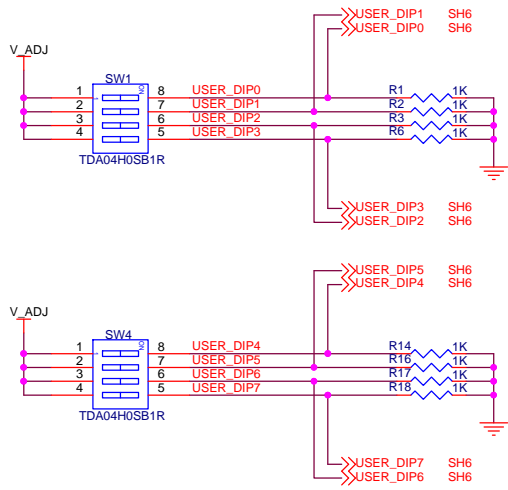 USER_DIP1 SH6
USER_DIP0 SH6
V_ADJ
SW1
ON
1 8 USER_DIP0 R1 1K
2 7 USER_DIP1 R2 1K
3 6 USER_DIP2 R3 1K
4 5 USER_DIP3 R6 1K
TDA04H0SB1R
USER_DIP3 SH6
USER_DIP2 SH6
USER_DIP5 SH6
USER_DIP4 SH6
V_ADJ
SW4
ON
1 8 USER_DIP4 R14 1K
2 7 USER_DIP5 R16 1K
3 6 USER_DIP6 R17 1K
4 5 USER_DIP7 R18 1K
TDA04H0SB1R
USER_DIP7 SH6
USER_DIP6 SH6